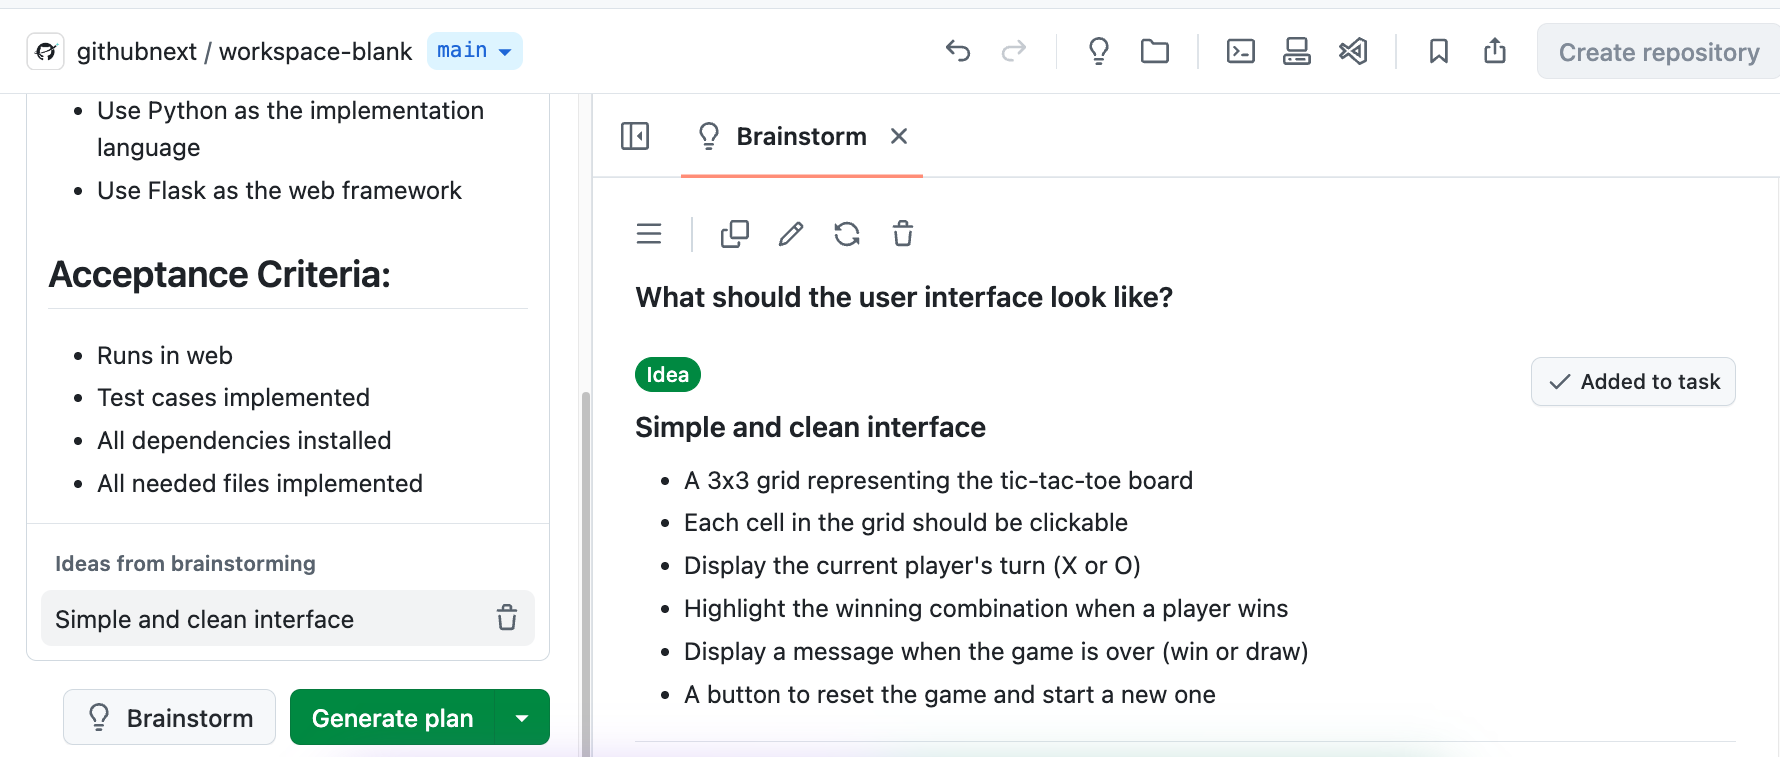 githubnext / workspace-blank main
Create repository
Use Python as the implementation
language
Use Flask as the web framework
Acceptance Criteria:
Runs in web
Test cases implemented
All dependencies installed
All needed files implemented
Ideas from brainstorming
Simple and clean interface
Brainstorm
Generate plan
Brainstorm
What should the user interface look like?
Idea
Added to task
Simple and clean interface
A 3x3 grid representing the tic-tac-toe board
Each cell in the grid should be clickable
Display the current player's turn (X or O)
Highlight the winning combination when a player wins
Display a message when the game is over (win or draw)
A button to reset the game and start a new one